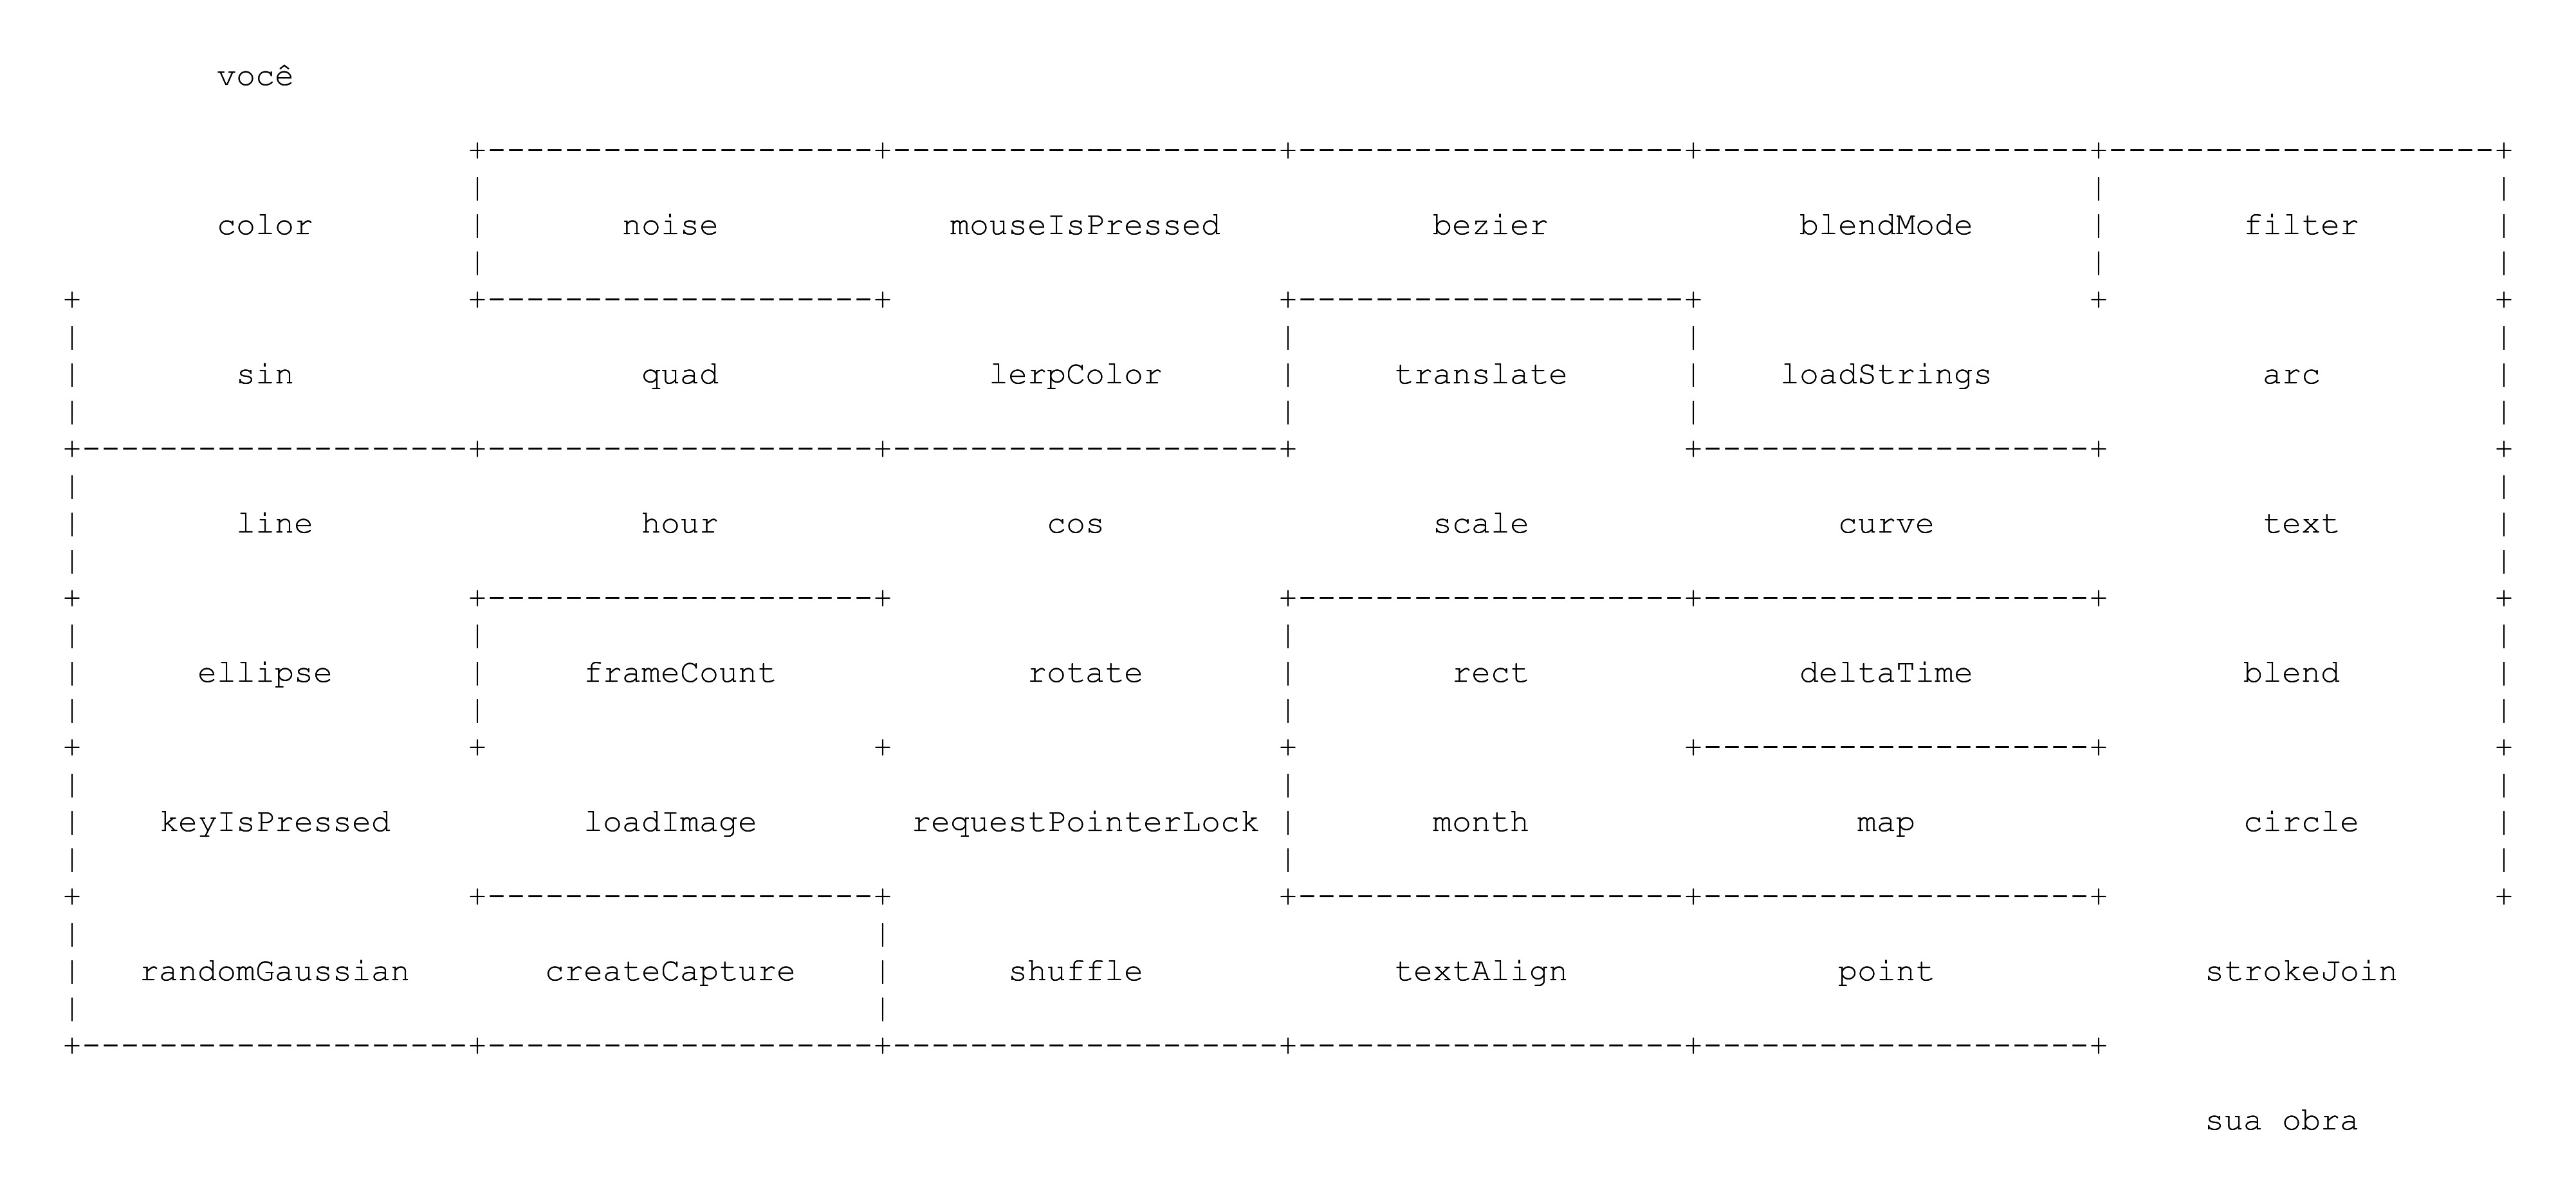 você
color noise mouseIsPressed bezier blendMode filter
sin quad lerpColor translate loadStrings arc
line hour cos scale curve text
ellipse frameCount rotate rect deltaTime blend
keyIsPressed loadImage requestPointerLock month map circle
randomGaussian createCapture shuffle textAlign point strokeJoin
sua obra